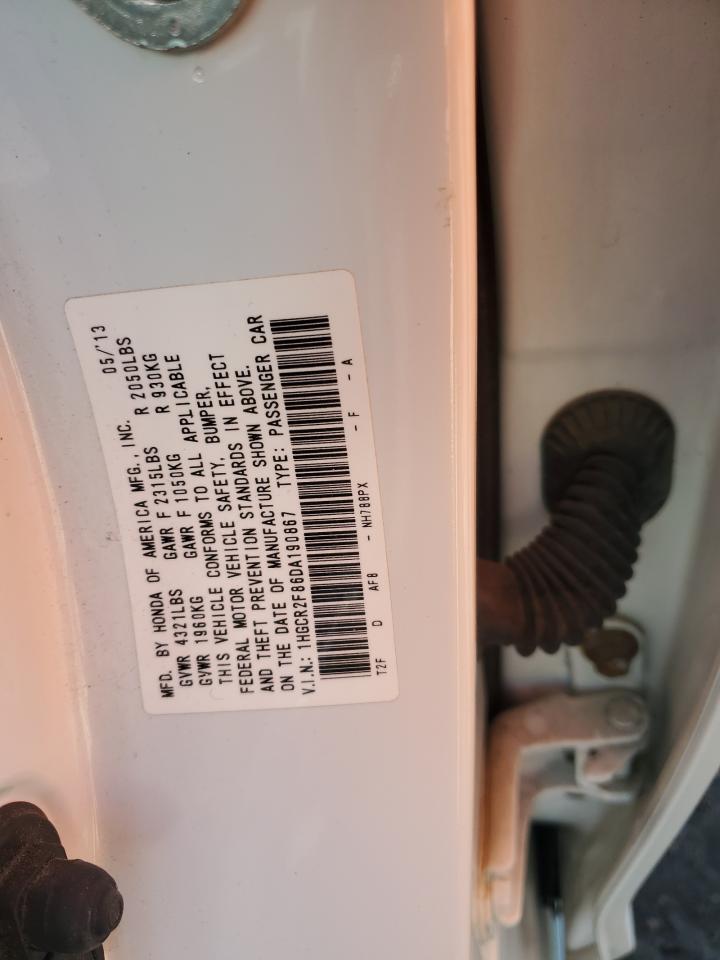 MFD. BY HONDA OF AMERICA MFG., INC. 05/'13
GVWR 4321LBS GAWR F 2315LBS R 2050LBS
GVWR 1960KG GAWR F 1050KG R 930KG
THIS VEHICLE CONFORMS TO ALL APPLICABLE
FEDERAL MOTOR VEHICLE SAFETY, BUMPER,
AND THEFT PREVENTION STANDARDS IN EFFECT
ON THE DATE OF MANUFACTURE SHOWN ABOVE.
V.I.N.: 1HGCR2F86DA190867 TYPE: PASSENGER CAR
T2F D AF8 - NH788PX - F - A